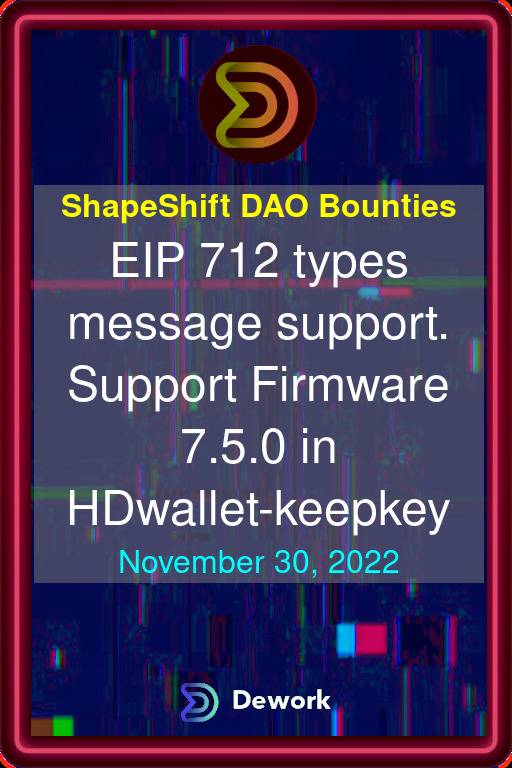 ShapeShift DAO Bounties
EIP 712 types
message support.
Support Firmware
7.5.0 in
HDwallet-keepkey
November 30, 2022
Dework